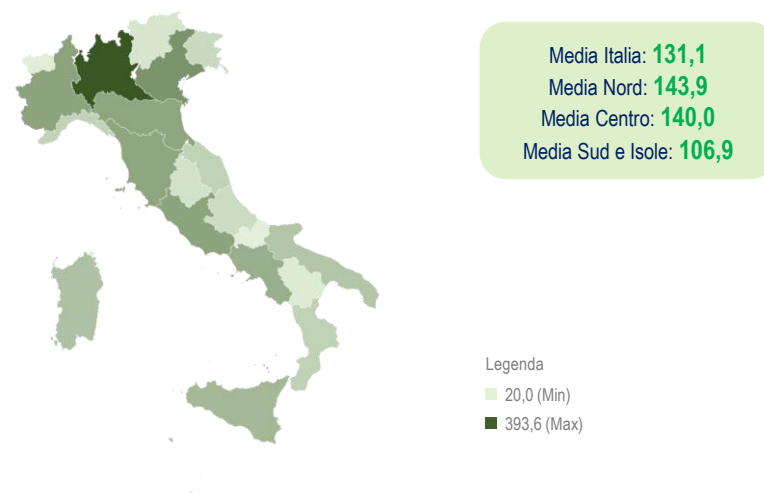 Media Italia: 131,1
Media Nord: 143,9
Media Centro: 140,0
Media Sud e Isole: 106,9
Legenda
20,0 (Min)
393,6 (Max)